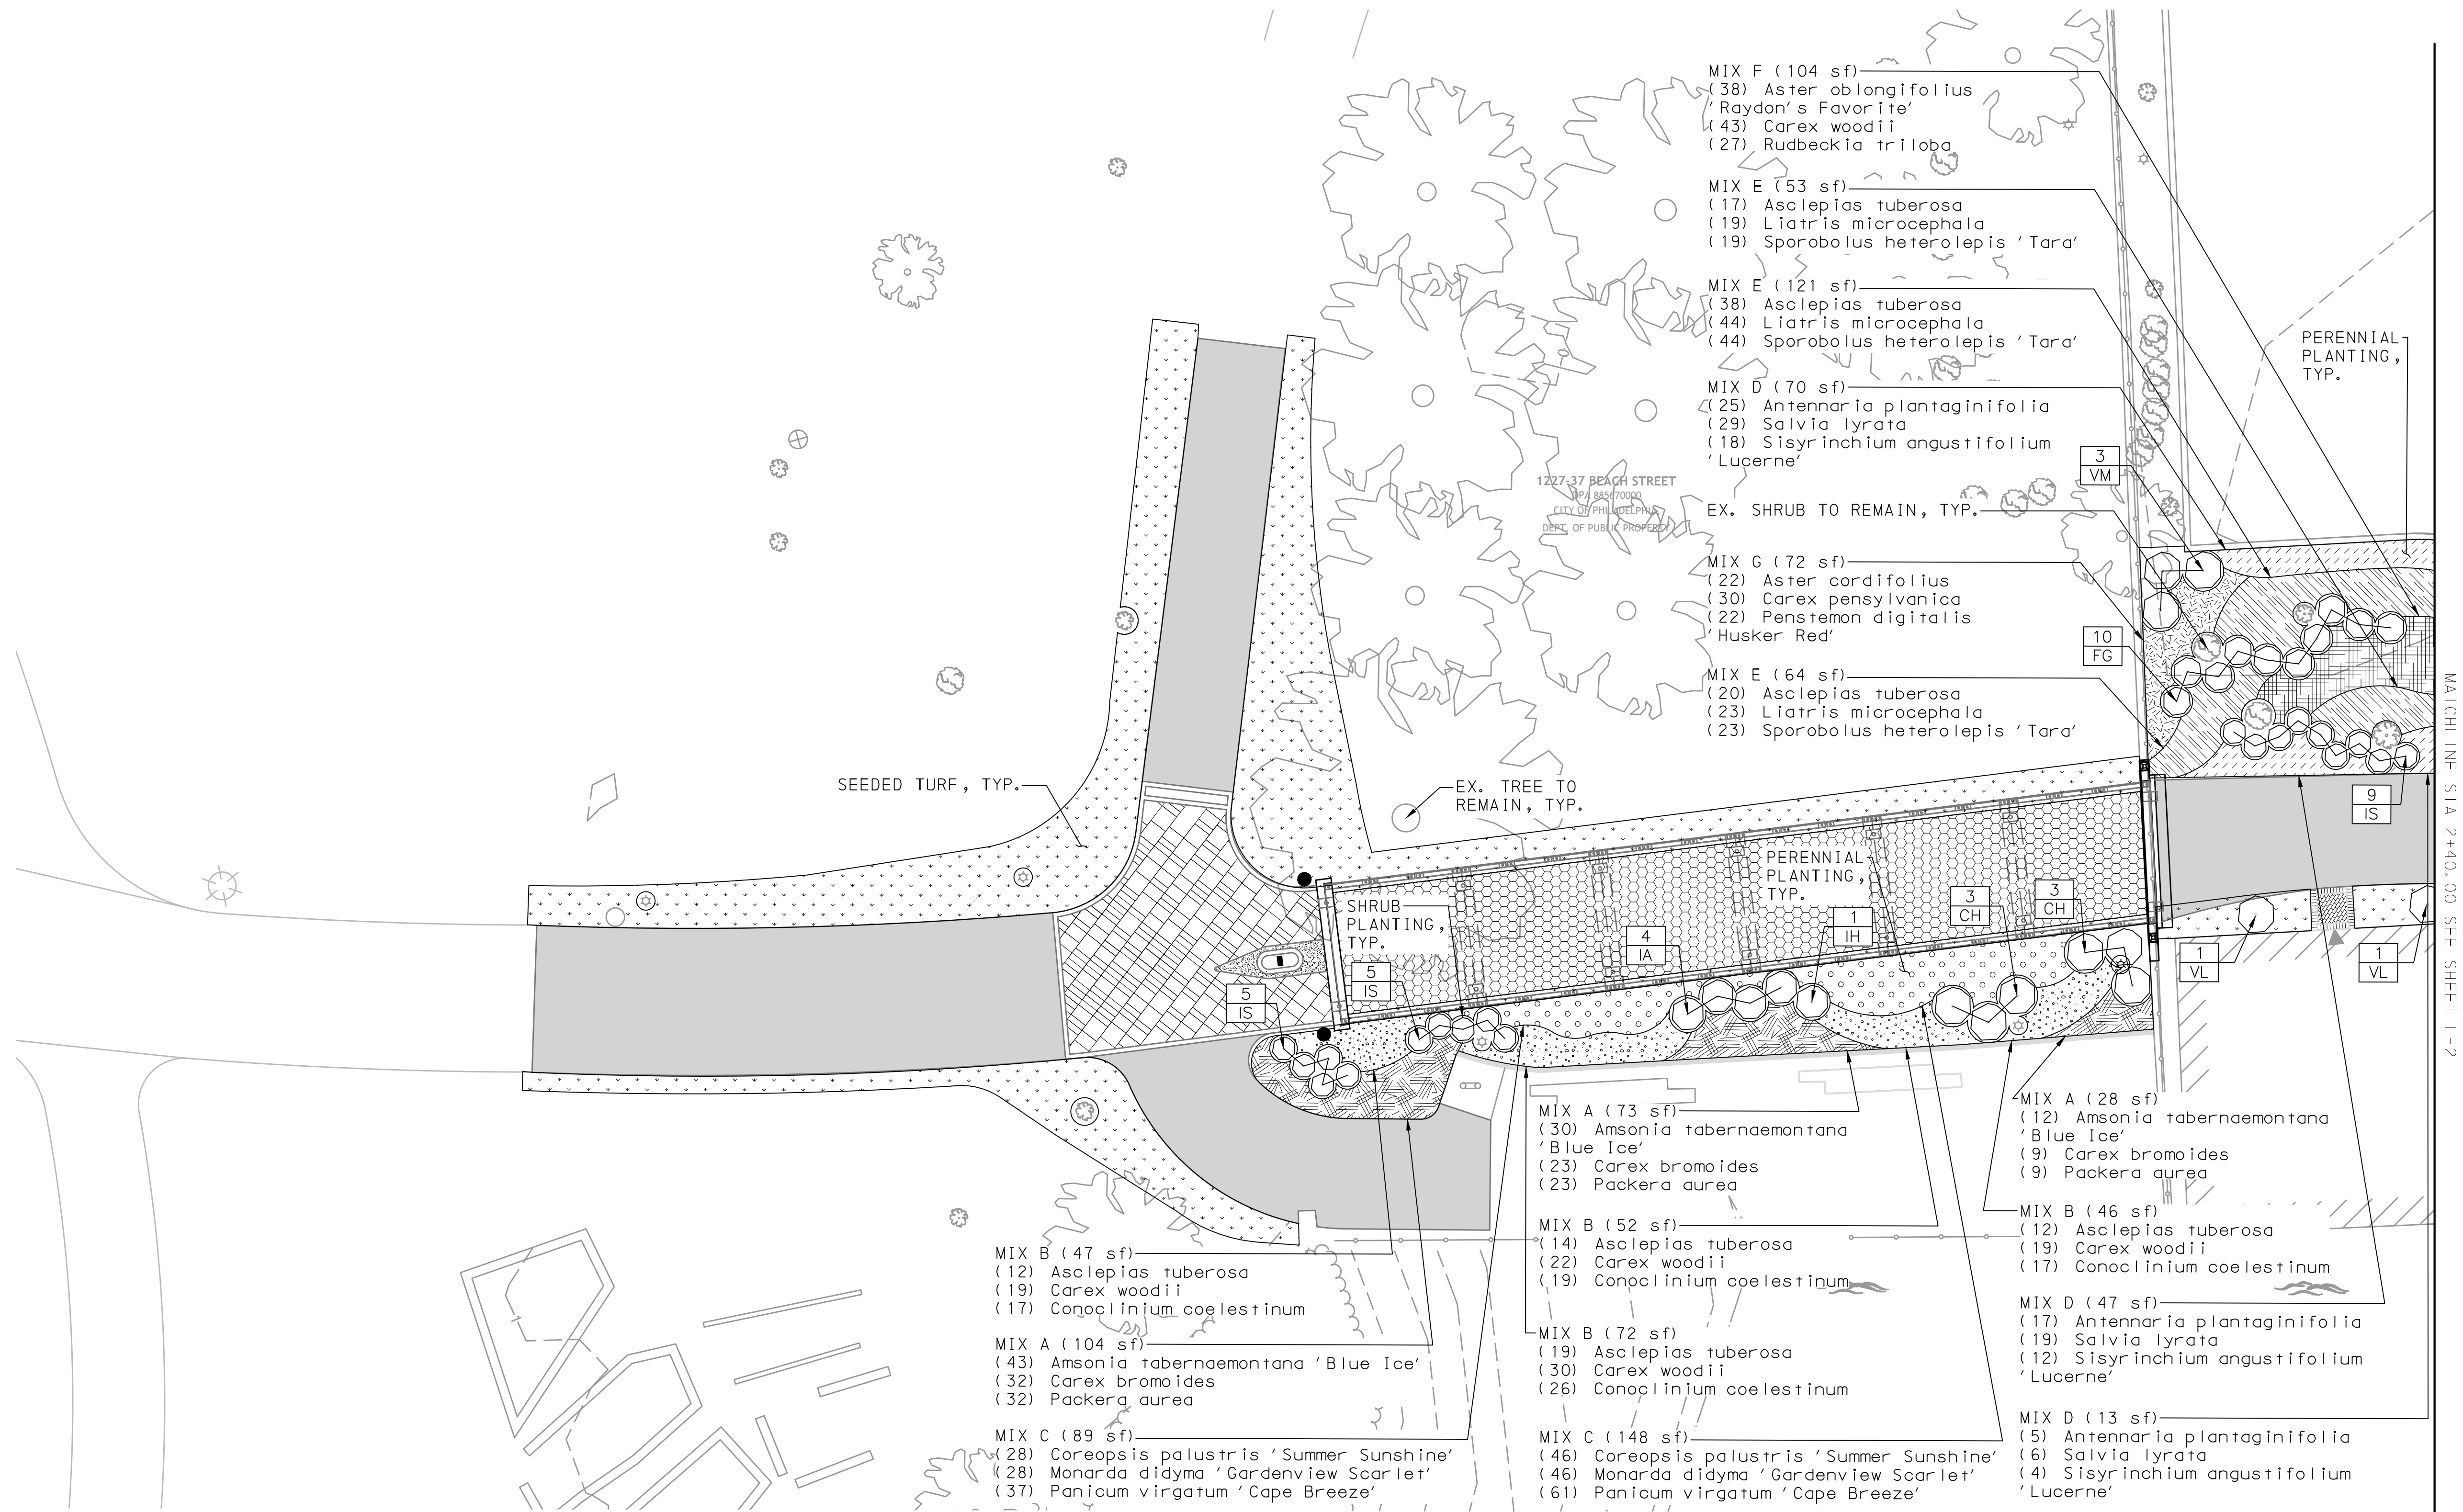 MIX F (104 sf)
(38) Aster oblongifolius
'Raydon's Favorite'
(43) Carex woodii
(27) Rudbeckia triloba
MIX E (53 sf)
(17) Asclepias tuberosa
(19) Liatris microcephala
(19) Sporobolus heterolepis 'Tara'
MIX E (121 sf)
(38) Asclepias tuberosa
(44) Liatris microcephala
(44) Sporobolus heterolepis 'Tara'
PERENNIAL
PLANTING,
TYP.
MIX D (70 sf)
(25) Antennaria plantaginifolia
(29) Salvia lyrata
(18) Sisyrinchium angustifolium
'Lucerne'
3
VM
1227-37 BEACH STREET
OPA 885670000
CITY OF PHILADELPHIA
DEPT. OF PUBLIC PROPERTY
EX. SHRUB TO REMAIN, TYP.
MIX G (72 sf)
(22) Aster cordifolius
(30) Carex pensylvanica
(22) Penstemon digitalis
'Husker Red'
10
FG
MIX E (64 sf)
(20) Asclepias tuberosa
(23) Liatris microcephala
(23) Sporobolus heterolepis 'Tara'
MATCHLINE STA 2+40.00 SEE SHEET L-2
SEEDED TURF, TYP.
EX. TREE TO
REMAIN, TYP.
9
IS
PERENNIAL
PLANTING,
TYP.
SHRUB
PLANTING,
TYP.
3
CH
3
CH
1
IH
4
IA
5
IS
5
IS
1
VL
1
VL
MIX A (73 sf)
(30) Amsonia tabernaemontana
'Blue Ice'
(23) Carex bromoides
(23) Packera aurea
MIX A (28 sf)
(12) Amsonia tabernaemontana
'Blue Ice'
(9) Carex bromoides
(9) Packera aurea
MIX B (47 sf)
(12) Asclepias tuberosa
(19) Carex woodii
(17) Conoclinium coelestinum
MIX B (52 sf)
(14) Asclepias tuberosa
(22) Carex woodii
(19) Conoclinium coelestinum
MIX B (46 sf)
(12) Asclepias tuberosa
(19) Carex woodii
(17) Conoclinium coelestinum
MIX A (104 sf)
(43) Amsonia tabernaemontana 'Blue Ice'
(32) Carex bromoides
(32) Packera aurea
MIX B (72 sf)
(19) Asclepias tuberosa
(30) Carex woodii
(26) Conoclinium coelestinum
MIX D (47 sf)
(17) Antennaria plantaginifolia
(19) Salvia lyrata
(12) Sisyrinchium angustifolium
'Lucerne'
MIX C (89 sf)
(28) Coreopsis palustris 'Summer Sunshine'
(28) Monarda didyma 'Gardenview Scarlet'
(37) Panicum virgatum 'Cape Breeze'
MIX C (148 sf)
(46) Coreopsis palustris 'Summer Sunshine'
(46) Monarda didyma 'Gardenview Scarlet'
(61) Panicum virgatum 'Cape Breeze'
MIX D (13 sf)
(5) Antennaria plantaginifolia
(6) Salvia lyrata
(4) Sisyrinchium angustifolium
'Lucerne'